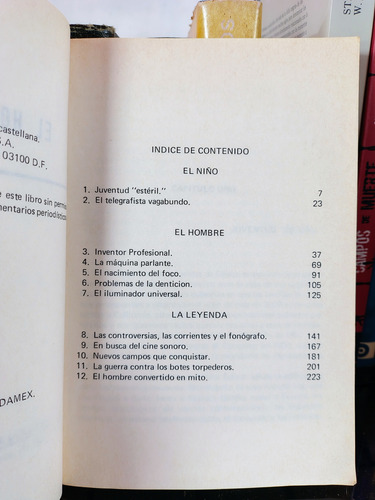 castellana.
S.A.
03100 D.F.
este libro sin
mentarios
DAMEX.
INDICE DE CONTENIDO
EL NIÑO
1. Juventud "estéril." 7
2. El telegrafista vagabundo. 23
EL HOMBRE
3. Inventor Profesional. 37
4. La máquina parlante. 69
5. El nacimiento del foco. 91
6. Problemas de la denticion. 105
7. El iluminador universal. 125
LA LEYENDA
8. Las controversias, las corrientes y el fonógrafo. 141
9. En busca del cine sonoro. 167
10. Nuevos campos que conquistar. 181
11. La guerra contra los botes torpederos. 201
12. El hombre convertido en mito. 223
ST
W.
CAMPOS
MUERTE